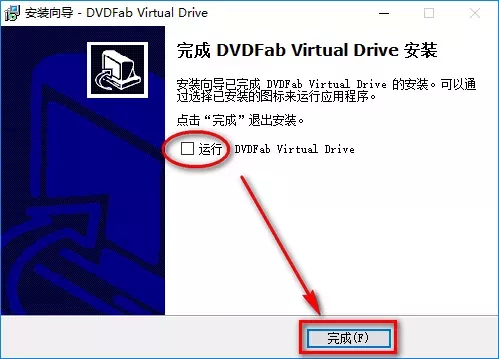 安装向导 - DVDFab Virtual Drive
完成 DVDFab Virtual Drive 安装
安装向导已完成 DVDFab Virtual Drive 的安装。可以通
过选择已安装的图标来运行应用程序。
点击“完成”退出安装。
运行 DVDFab Virtual Drive
完成(F)